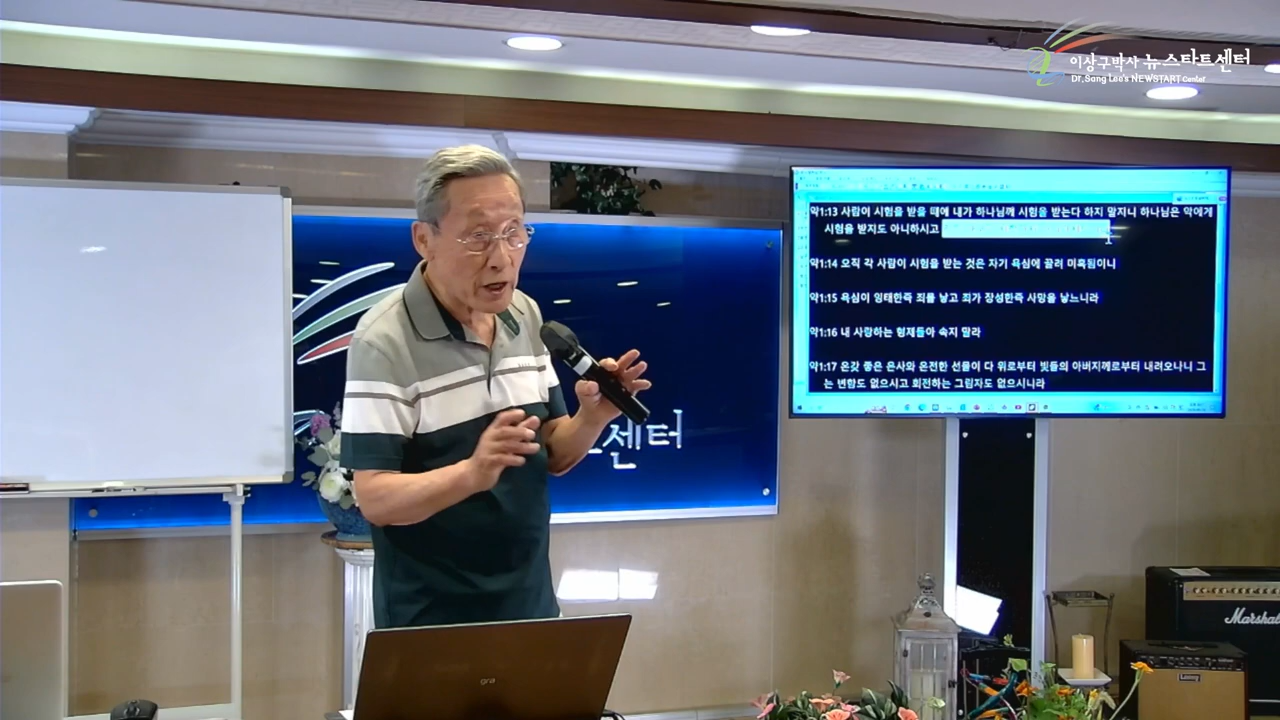 이상구박사 뉴스타트센터
Dr. Sang Lee's NEWSTART Center
약1:13 사람이 시험을 받을 때에 내가 하나님께 시험을 받는다 하지 말지니 하나님은 악에게
시험을 받지도 아니하시고
약1:14 오직 각 사람이 시험을 받는 것은 자기 욕심에 끌려 미혹됨이니
약1:15 욕심이 잉태한즉 죄를 낳고 죄가 장성한즉 사망을 낳느니라
약1:16 내 사랑하는 형제들아 속지 말라
약1:17 온갖 좋은 은사와 온전한 선물이 다 위로부터 빛들의 아버지께로부터 내려오나니 그
는 변함도 없으시고 회전하는 그림자도 없으시니라
센터
gra
Marshal
Laney